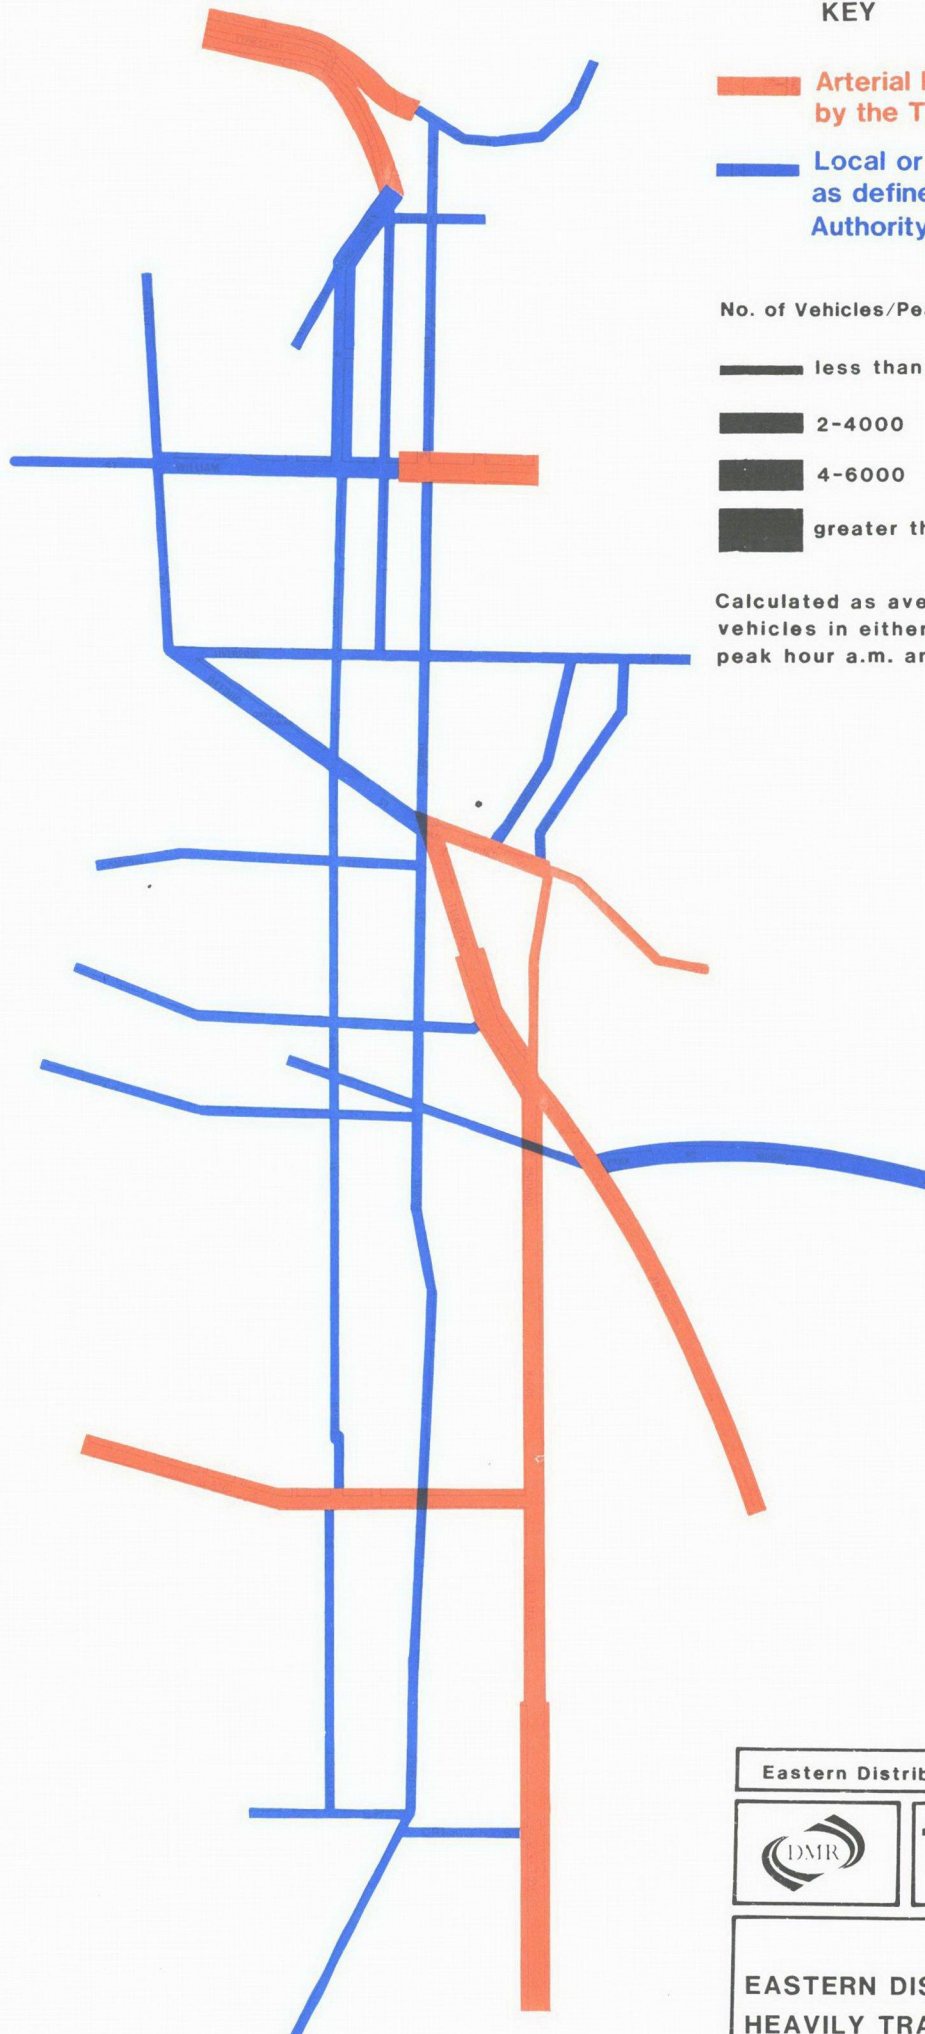 KEY
Arterial
by the T
Local or
as define
Authority
No. of Vehicles/Pe
less than
2-4000
4-6000
greater th
Calculated as ave
vehicles in either
peak hour a.m. ar
WILLIAM
Eastern Distrib
DMR
EASTERN DIS
HEAVILY TRA